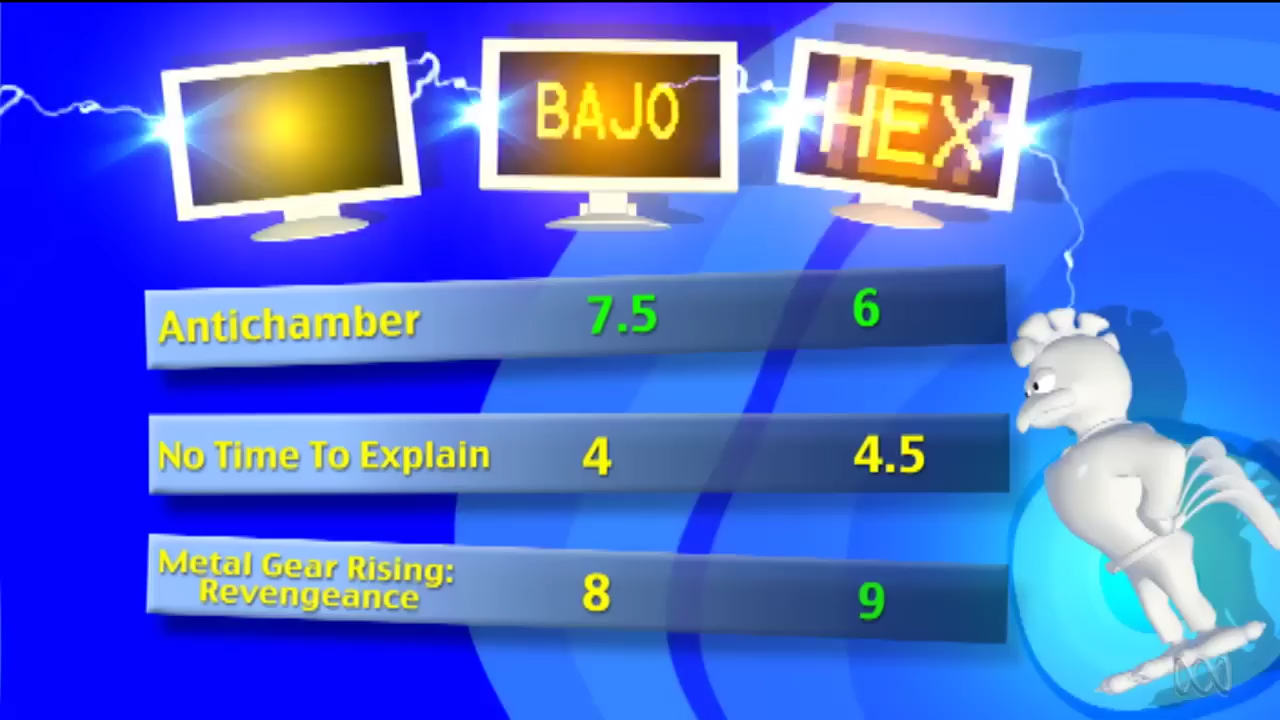 BAJO HEX
Antichamber 7.5 6
No Time To Explain 4 4.5
Metal Gear Rising:
Revengeance 8 9